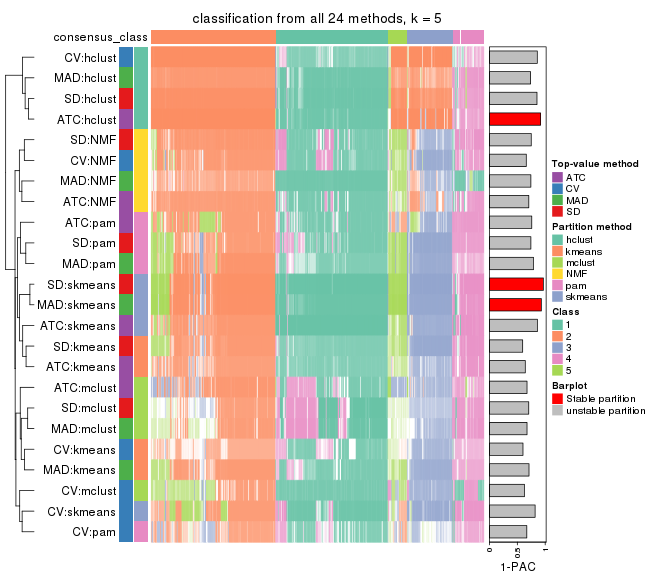 classification from all 24 methods, k = 5
consensus_class
CV:hclust
MAD:hclust
SD:hclust
ATC:hclust
SD:NMF
CV:NMF
MAD:NMF
ATC:NMF
ATC:pam
SD:pam
MAD:pam
SD:skmeans
MAD:skmeans
ATC:skmeans
SD:kmeans
ATC:kmeans
ATC:mclust
SD:mclust
MAD:mclust
CV:kmeans
MAD:kmeans
CV:mclust
CV:skmeans
CV:pam
0
0.5
1
1-PAC
Top-value method
ATC
CV
MAD
SD
Partition method
hclust
kmeans
mclust
NMF
pam
skmeans
Class
1
2
3
4
5
Barplot
Stable partition
unstable partition